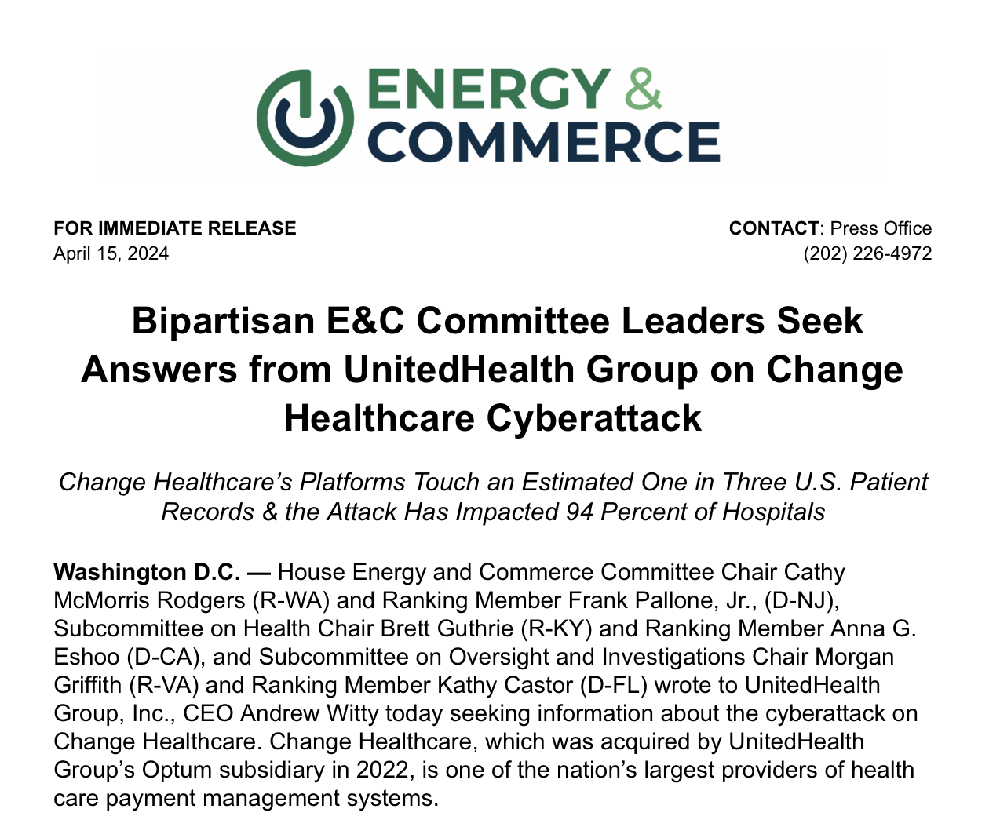 ENERGY &
COMMERCE
FOR IMMEDIATE RELEASE
CONTACT: Press Office
April 15, 2024
(202) 226-4972
Bipartisan E&C Committee Leaders Seek
Answers from UnitedHealth Group on Change
Healthcare Cyberattack
Change Healthcare’s Platforms Touch an Estimated One in Three U.S. Patient
Records & the Attack Has Impacted 94 Percent of Hospitals
Washington D.C. — House Energy and Commerce Committee Chair Cathy
McMorris Rodgers (R-WA) and Ranking Member Frank Pallone, Jr., (D-NJ),
Subcommittee on Health Chair Brett Guthrie (R-KY) and Ranking Member Anna G.
Eshoo (D-CA), and Subcommittee on Oversight and Investigations Chair Morgan
Griffith (R-VA) and Ranking Member Kathy Castor (D-FL) wrote to UnitedHealth
Group, Inc., CEO Andrew Witty today seeking information about the cyberattack on
Change Healthcare. Change Healthcare, which was acquired by UnitedHealth
Group’s Optum subsidiary in 2022, is one of the nation’s largest providers of health
care payment management systems.